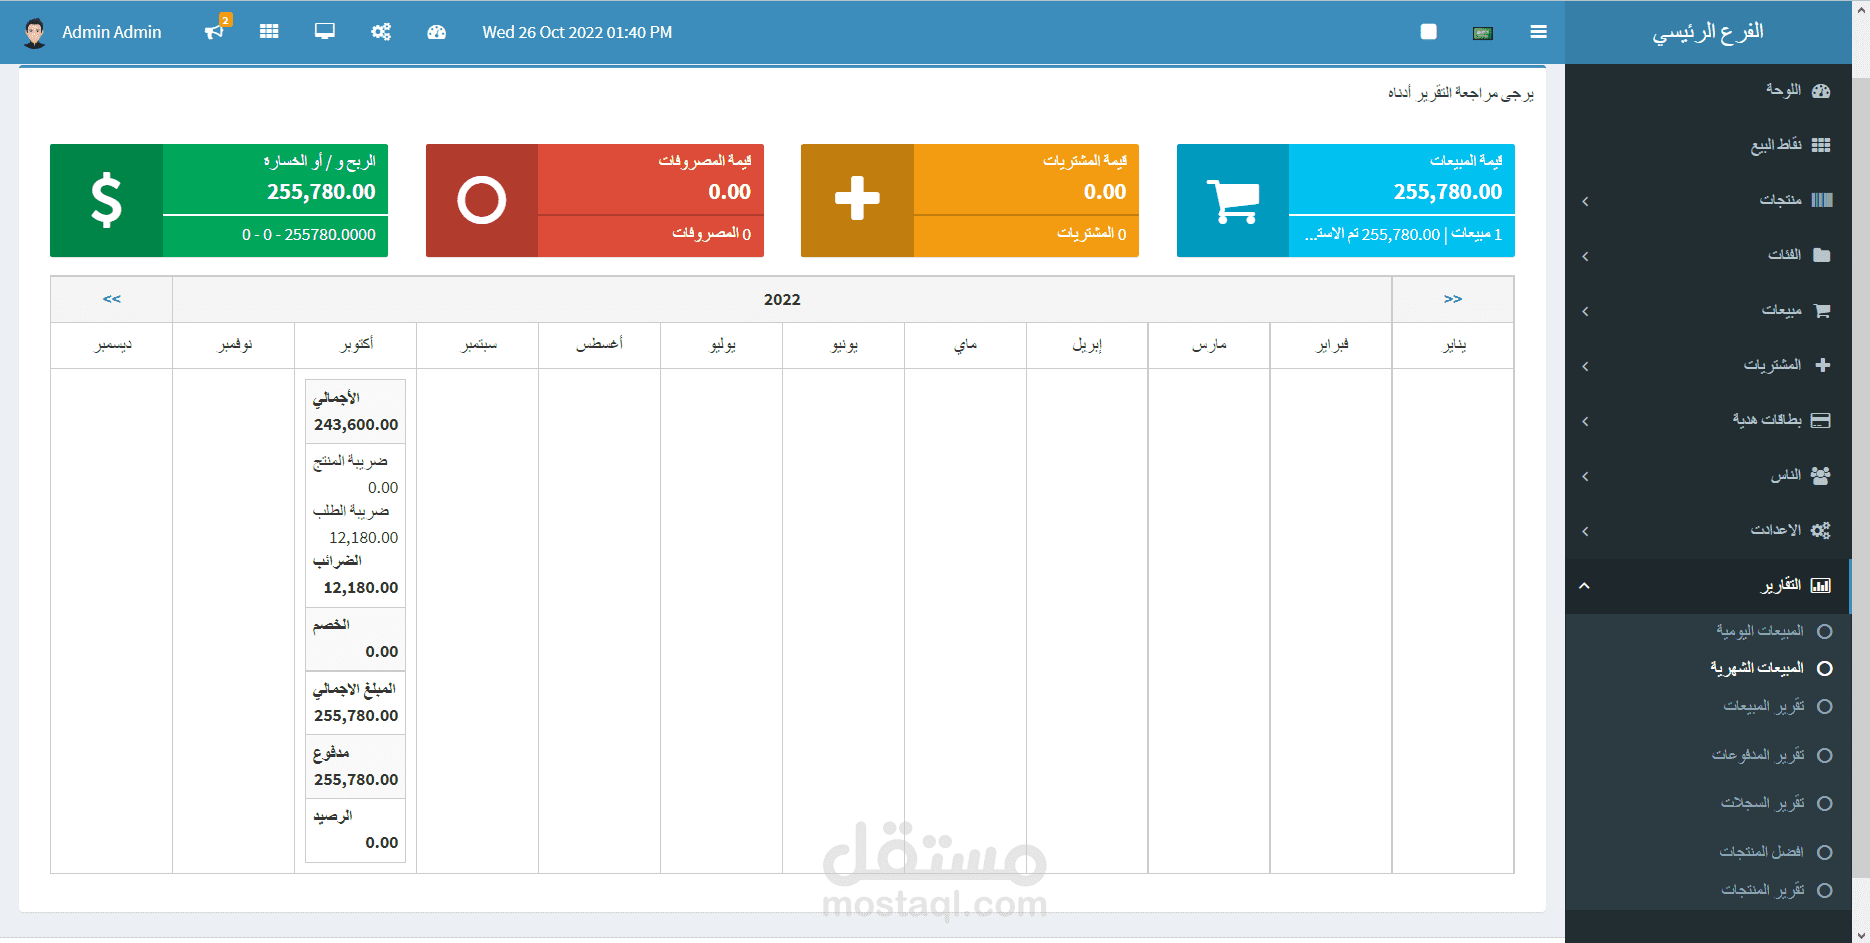 الفرع الرئيسي
Wed 26 Oct 2022 01:40 PM
2
Admin Admin
اللوحة
نقاط البيع
منتجات
الفئات
مبيعات
المشتريات
بطاقات هدية
الناس
الاعدادت
التقارير
المبيعات اليومية
المبيعات الشهرية
تقرير المبيعات
تقرير المدفوعات
تقرير السجلات
افضل المنتجات
تقرير المنتجات
يرجى مراجعة التقرير أدناه
قيمة المبيعات
255,780.00
1 مبيعات | 255,780.00 تم الاست...
قيمة المشتريات
0.00
0 المشتريات
قيمة المصروفات
0.00
0 المصروفات
الربح و / أو الخسارة
255,780.00
255780.0000 - 0 - 0
>> 2022 <<
يناير فبراير مارس إبريل ماي يونيو يوليو أغسطس سبتمبر أكتوبر نوفمبر ديسمبر
الأجمالي
243,600.00
ضريبة المنتج
0.00
ضريبة الطلب
12,180.00
الضرائب
12,180.00
الخصم
0.00
المبلغ الاجمالي
255,780.00
مدفوع
255,780.00
الرصيد
0.00
مستقل
mostaql.com